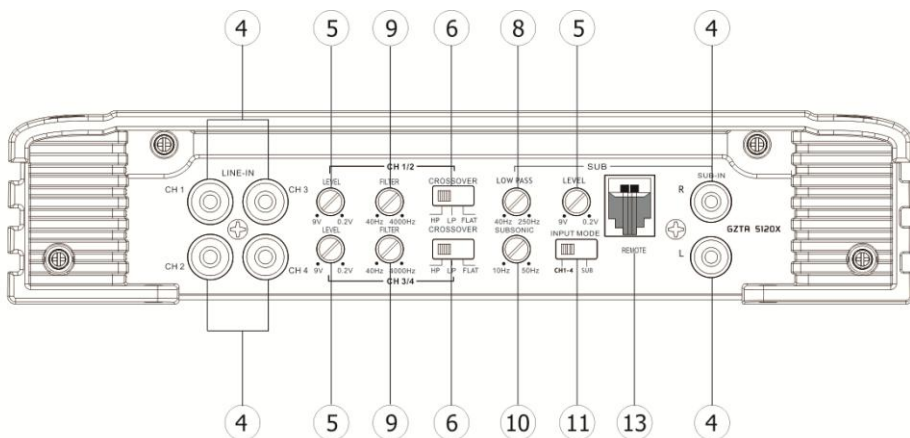 4 5 9 6 8 5 4
CH 1/2 SUB
LINE-IN LEVEL FILTER CROSSOVER LOW PASS LEVEL SUB-IN
CH 1 CH 3 R
9V 0.2V 40Hz 4000Hz HP LP FLAT 40Hz 250Hz 9V 0.2V
LEVEL FILTER CROSSOVER SUBSONIC INPUT MODE GZTA 5120X
CH 2 CH 4 REMOTE L
9V 0.2V 40Hz 4000Hz HP LP FLAT 10Hz 50Hz CH1-4 SUB
CH 3/4
4 5 9 6 10 11 13 4